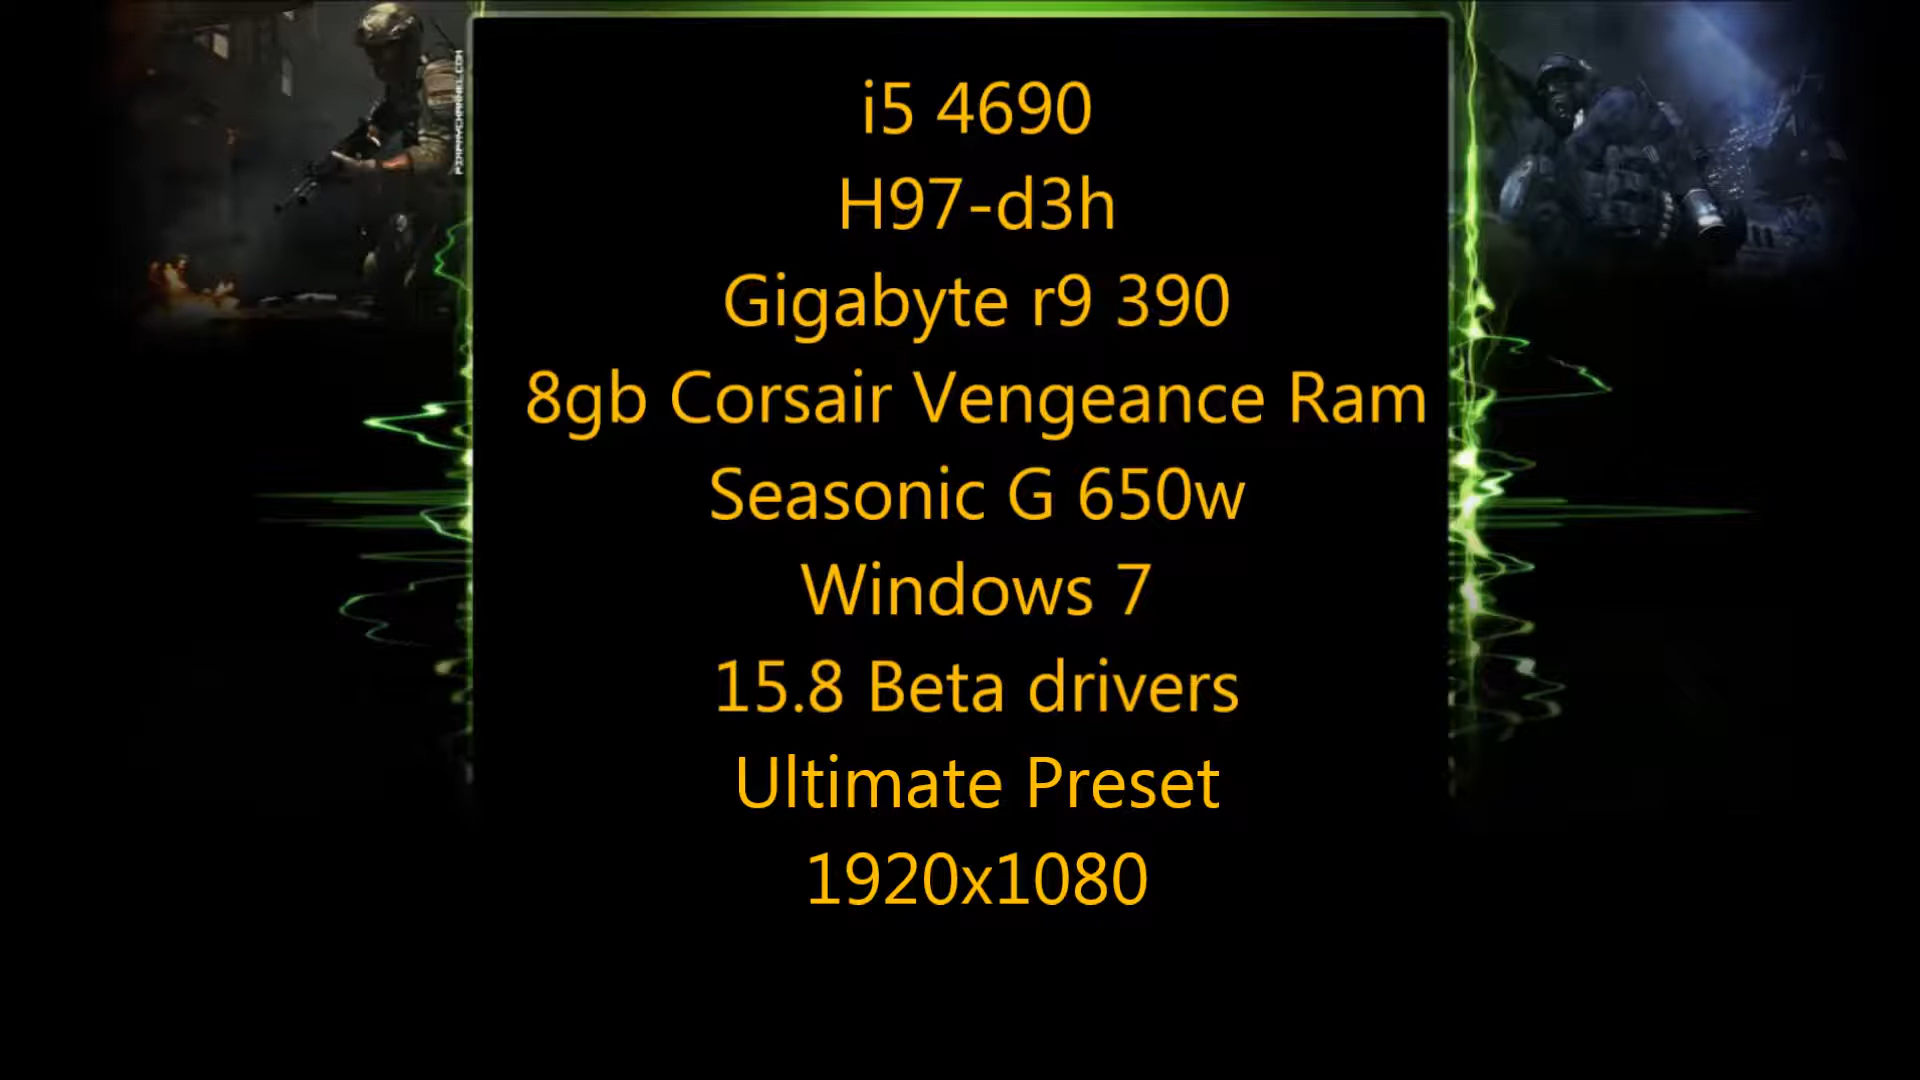 i5 4690
H97-d3h
Gigabyte r9 390
8gb Corsair Vengeance Ram
Seasonic G 650w
Windows 7
15.8 Beta drivers
Ultimate Preset
1920x1080